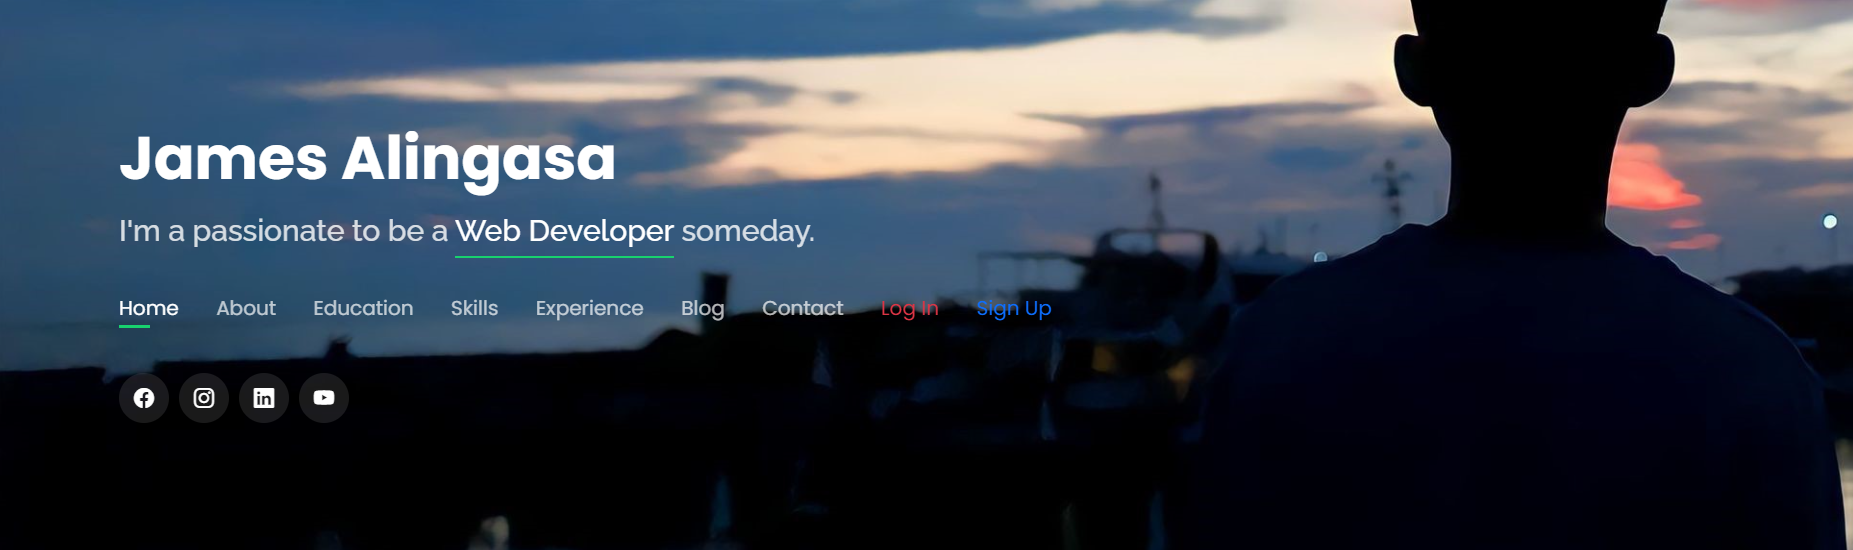 James Alingasa
I'm a passionate to be a Web Developer someday.
Home About Education Skills Experience Blog Contact Log In Sign Up